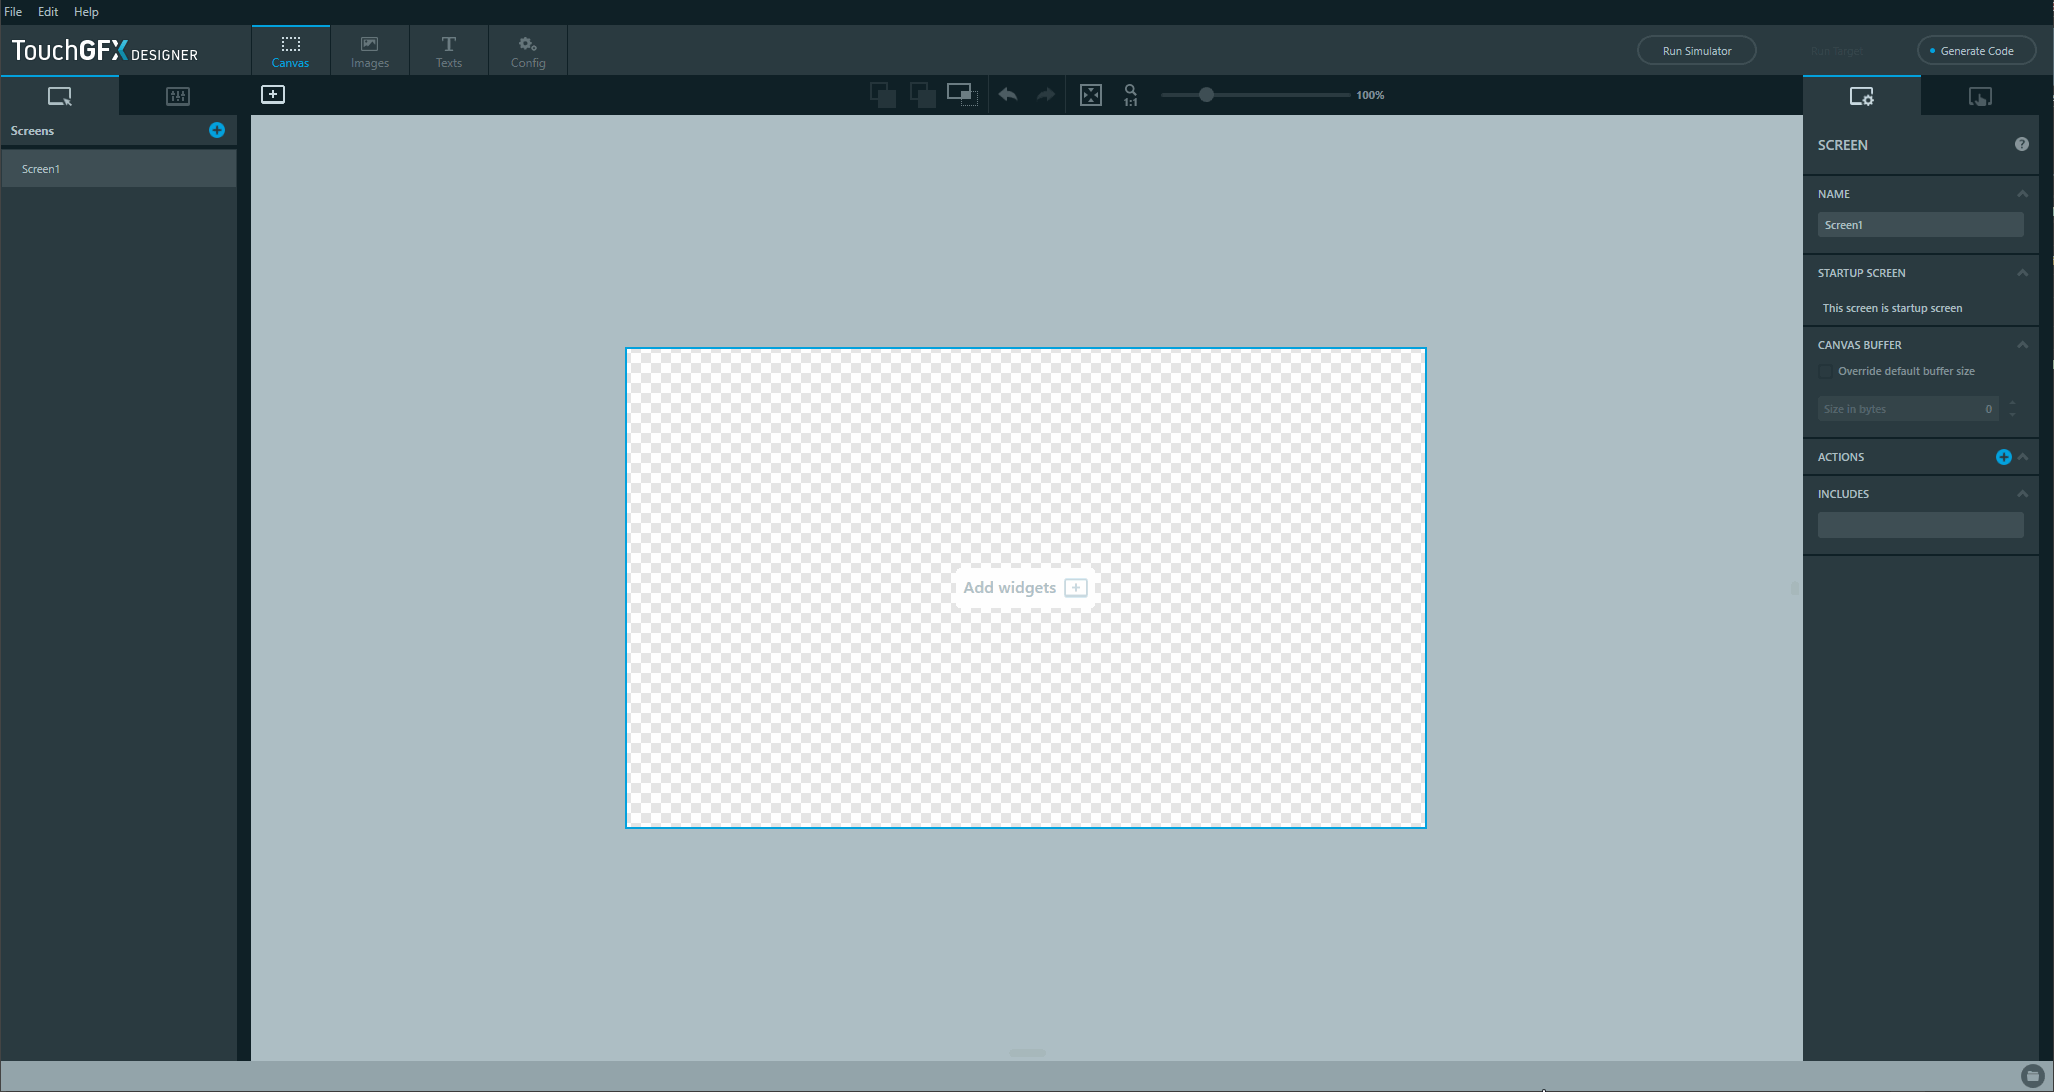 File Edit Help
TouchGFX DESIGNER
Canvas
Images
Texts
Config
Run Simulator
Run Target
Generate Code
1:1
100%
Screens
Screen1
Add widgets
SCREEN
?
NAME
Screen1
STARTUP SCREEN
This screen is startup screen
CANVAS BUFFER
Override default buffer size
Size in bytes 0
ACTIONS
INCLUDES